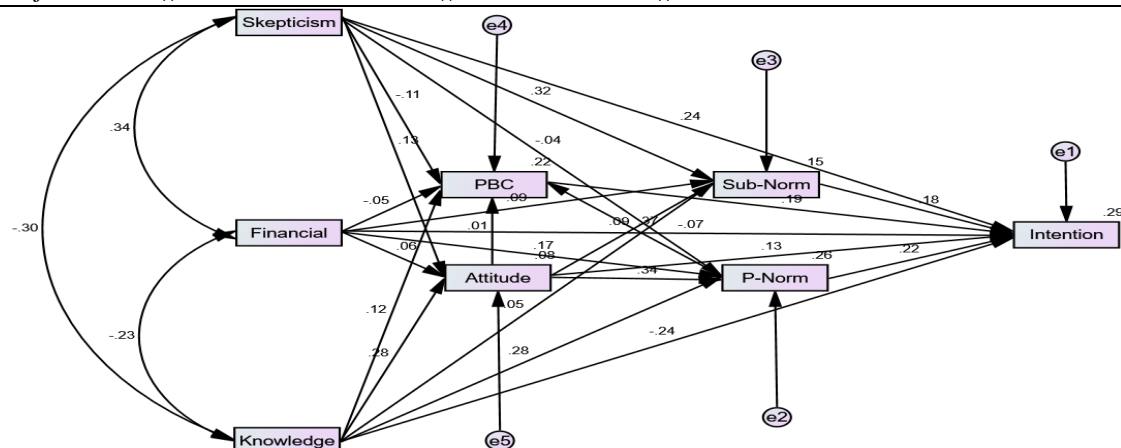 Skepticism
e4
e3
-.11
.32
.24
.34
.13
-.04
e1
.22
.15
PBC
Sub-Norm
-.05
.09
.19
.18
.29
-.30
Financial
.01
.09
.37
-.07
Intention
.06
.17
.13
.22
.08
.26
Attitude
.34
P-Norm
.12
.05
-.23
-.24
.28
.28
e2
Knowledge
e5